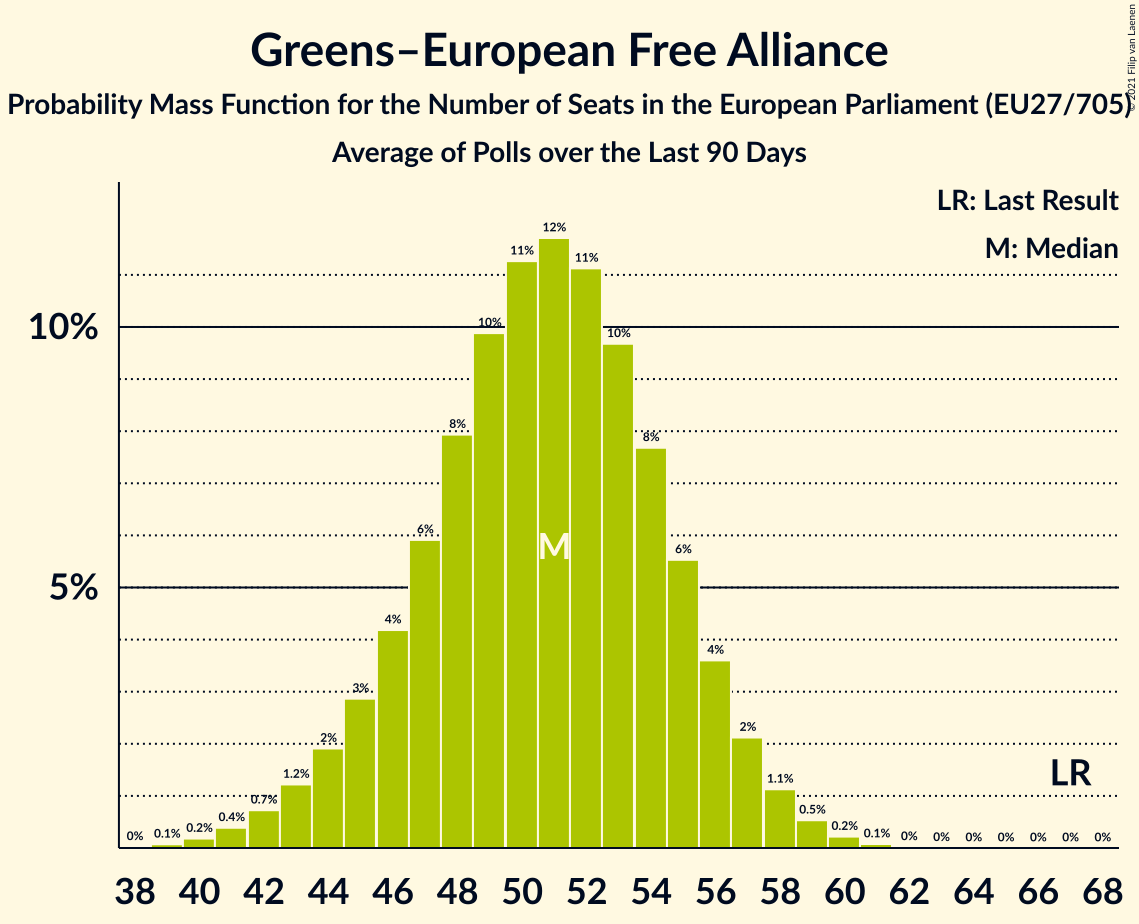 Greens–European Free Alliance
Probability Mass Function for the Number of Seats in the European Parliament (EU27/705)
Average of Polls over the Last 90 Days
© 2021 Filip van Laenen
LR: Last Result
M: Median
10%
5%
0% 0.1% 0.2% 0.4% 0.7% 1.2% 2% 3% 4% 6% 8% 10% 11% 12% 11% 10% 8% 6% 4% 2% 1.1% 0.5% 0.2% 0.1% 0% 0% 0% 0% 0% 0% 0%
M
LR
38 40 42 44 46 48 50 52 54 56 58 60 62 64 66 68